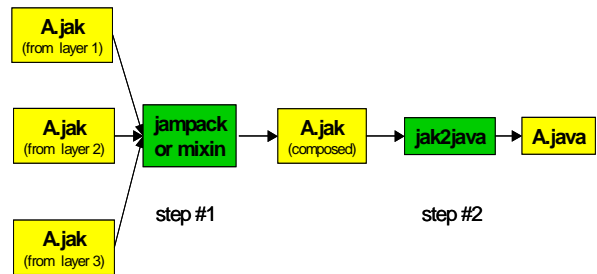 A.jak
(from layer 1)
A.jak
(from layer 2)
A.jak
(from layer 3)
jampack
or mixin
step #1
A.jak
(composed)
jak2java
step #2
A.java